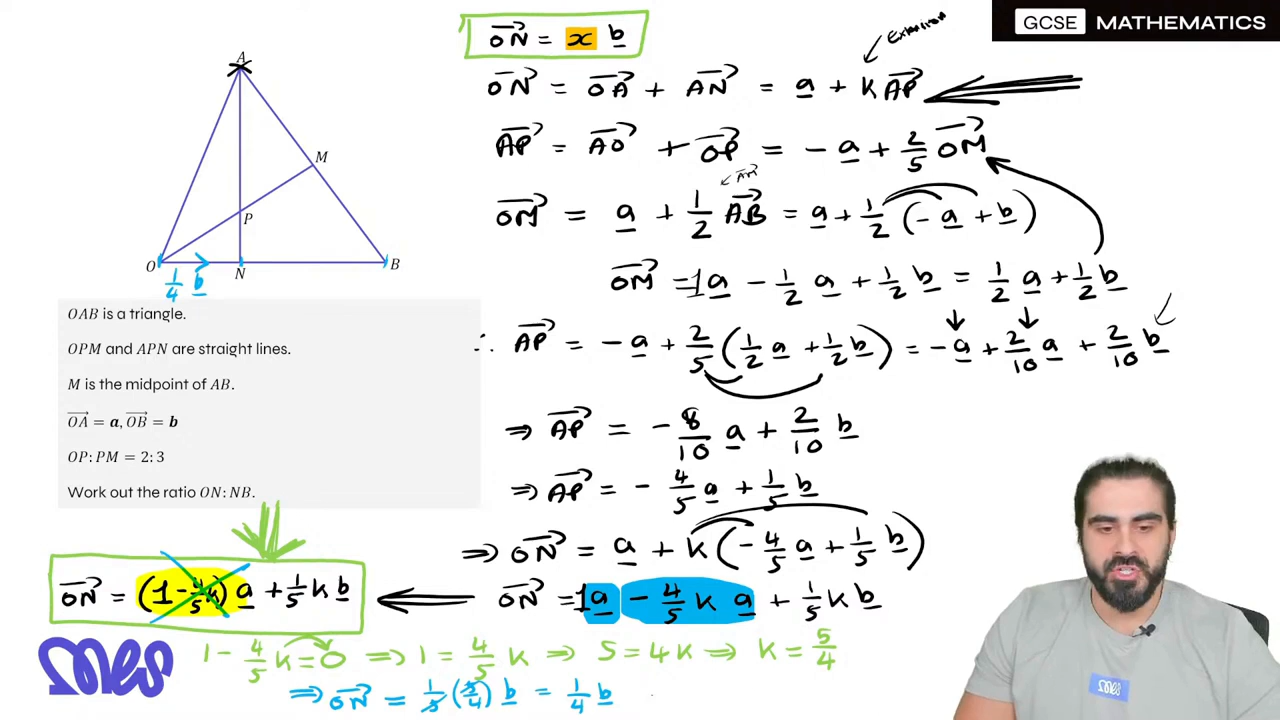 GCSE MATHEMATICS
ON→ = x b
Extension
ON→ = OA→ + AN→ = a + kAP→
AP→ = AO→ + OP→ = - a + 2/5 OM→
AM→
OM→ = a + 1/2 AB→ = a + 1/2 (- a + b)
OM→ = 1a - 1/2 a + 1/2 b = 1/2 a + 1/2 b
∴ AP→ = - a + 2/5 (1/2 a + 1/2 b) = - a + 2/10 a + 2/10 b
⇒ AP→ = - 8/10 a + 2/10 b
⇒ AP→ = - 4/5 a + 1/5 b
⇒ ON→ = a + k(- 4/5 a + 1/5 b)
ON→ = 1a - 4/5 k a + 1/5 k b
A
M
P
O
N
B
1/4 b
OAB is a triangle.
OPM and APN are straight lines.
M is the midpoint of AB.
OA→ = a, OB→ = b
OP: PM = 2: 3
Work out the ratio ON: NB.
ON→ = (1 - 4/5 k) a + 1/5 k b
1 - 4/5 k = 0 ⇒ 1 = 4/5 k ⇒ 5 = 4k ⇒ k = 5/4
⇒ ON→ = 1/5 (5/4) b = 1/4 b